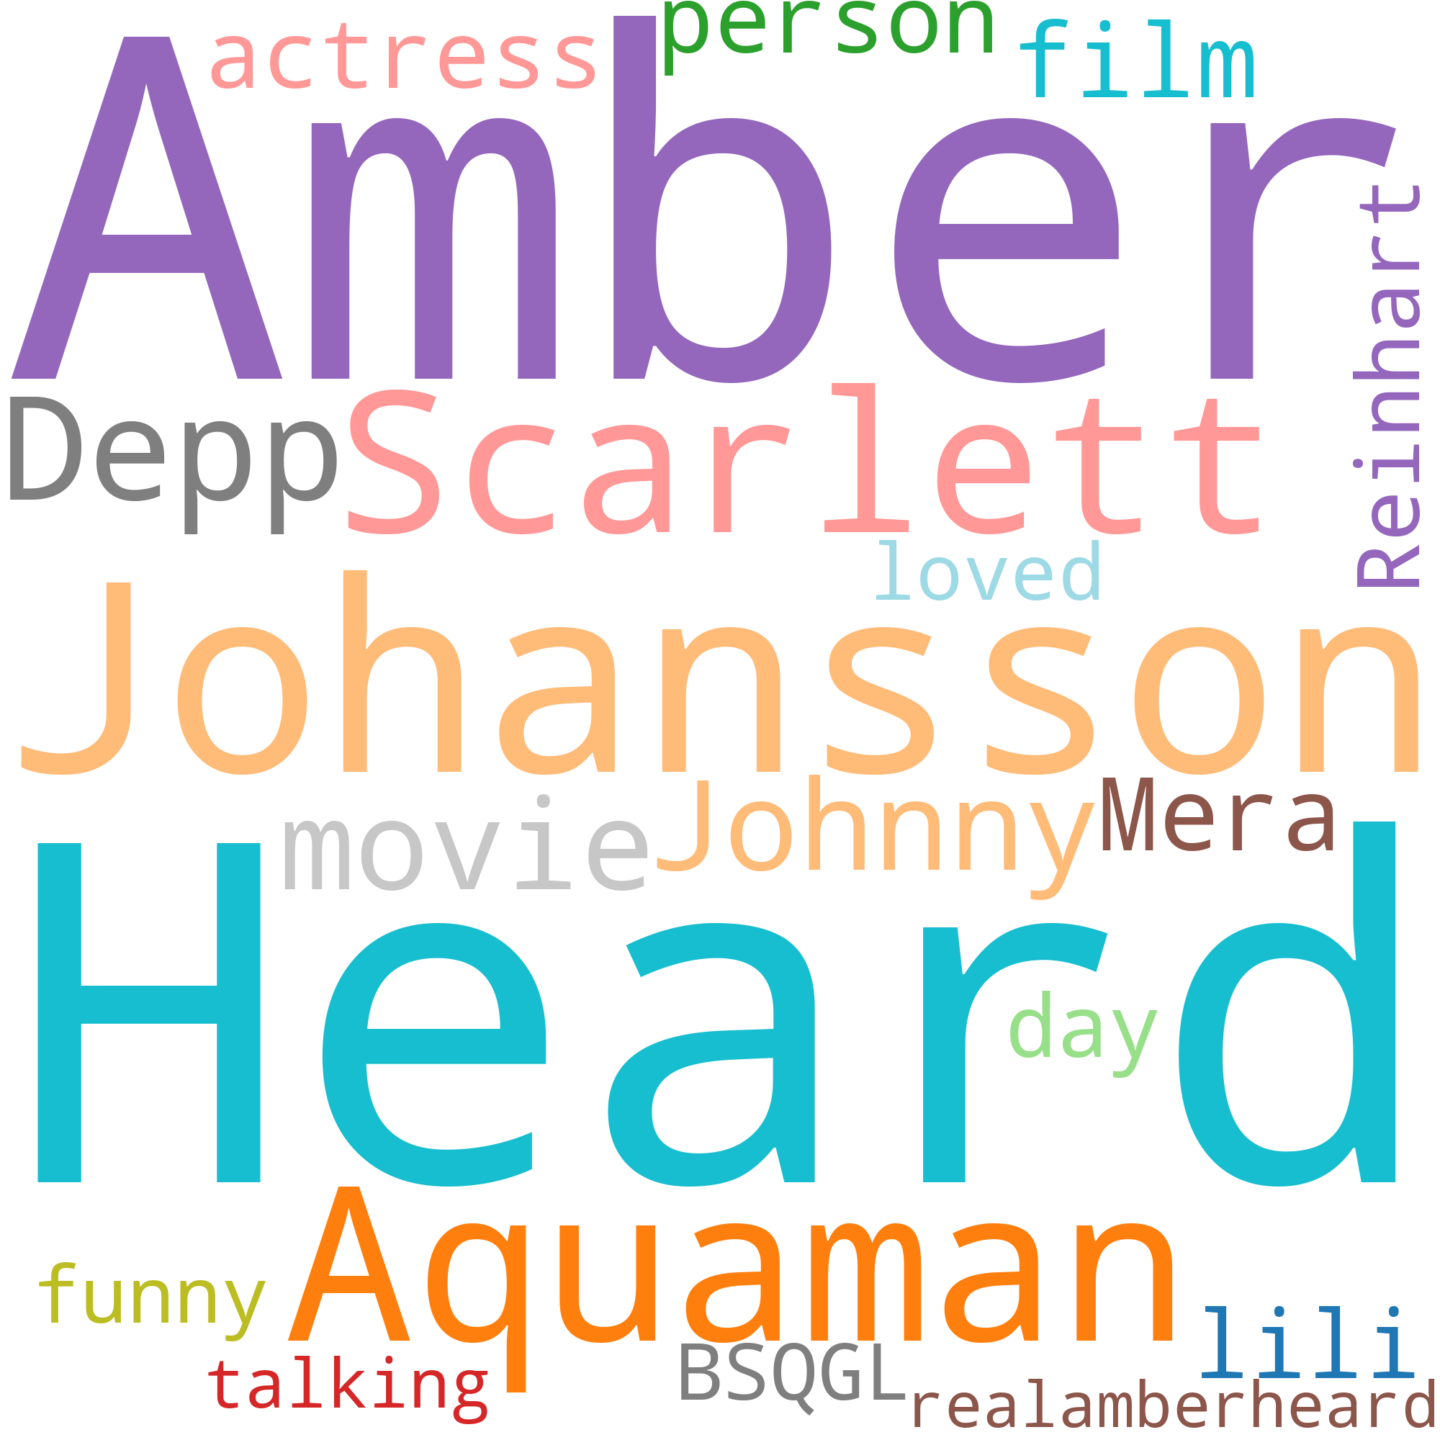 actress person film
Amber
Reinhart
Depp Scarlett
loved
Johansson
movie Johnny Mera
Heard
day
Aquaman
funny
lili
talking BSQGL
realamberheard